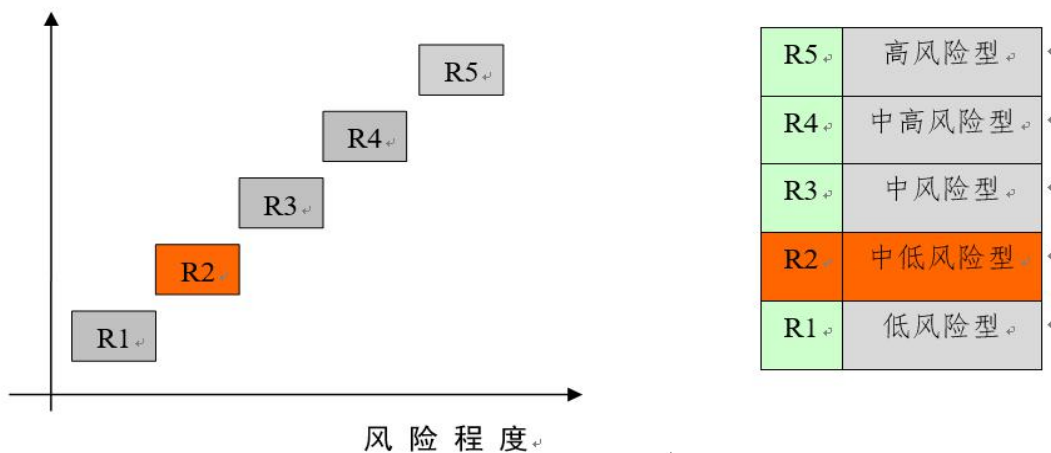 R5
R4
R3
R2
R1
风险程度
R5 高风险型
R4 中高风险型
R3 中风险型
R2 中低风险型
R1 低风险型